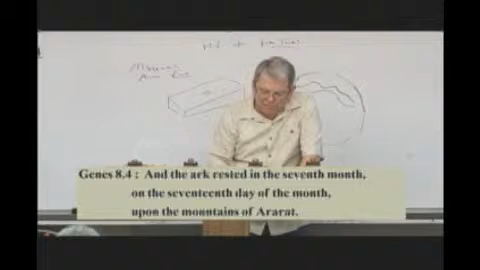 Genes 8.4 : And the ark rested in the seventh month,
on the seventeenth day of the month,
upon the mountains of Ararat.